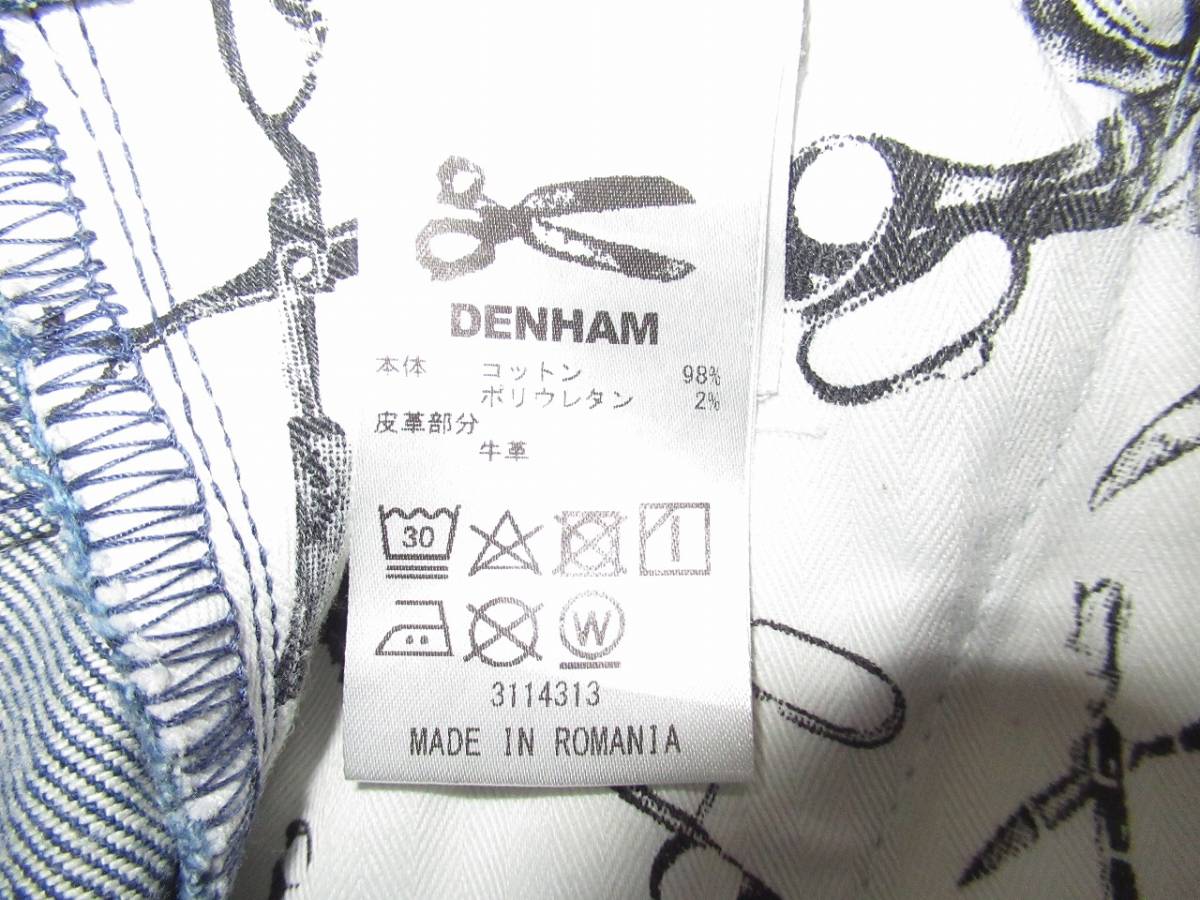 DENHAM
本体 コットン 98%
ポリウレタン 2%
皮革部分
牛革
30
W
3114313
MADE IN ROMANIA